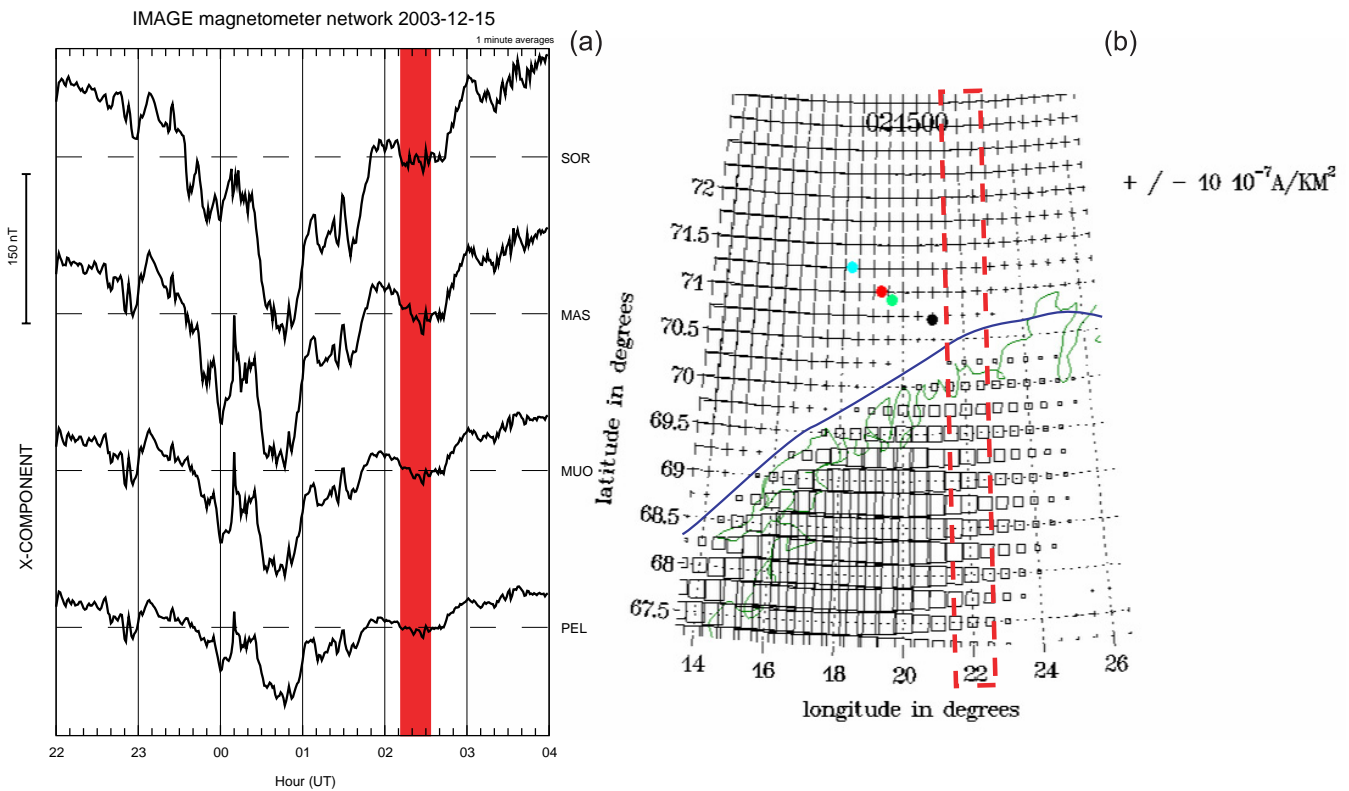 IMAGE magnetometer network 2003-12-15
1 minute averages
(a)
(b)
SOR
MAS
MUO
PEL
150 nT
X-COMPONENT
22 23 00 01 02 03 04
Hour (UT)
021500
+ / − 10 10⁻⁷A/KM²
72
71.5
71
70.5
70
69.5
69
68.5
68
67.5
latitude in degrees
14 16 18 20 22 24 26
longitude in degrees